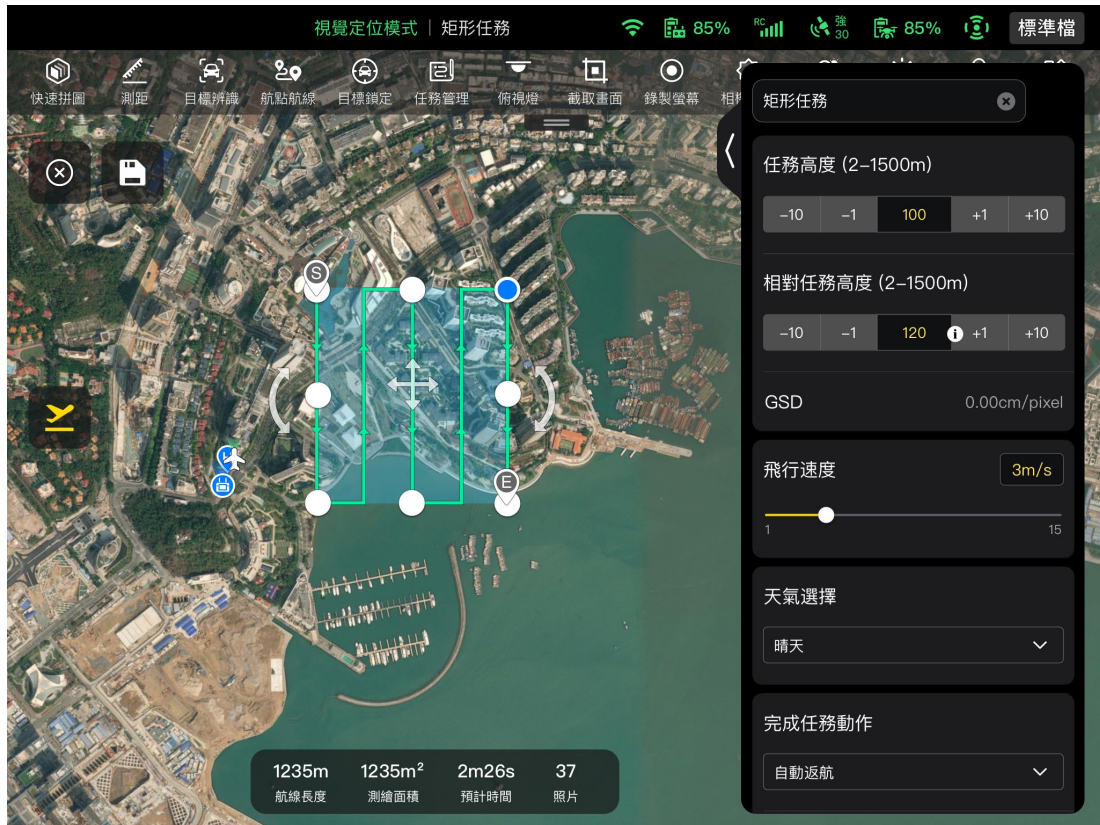 視覺定位模式 | 矩形任務
85%
RC
強
30
85%
標準檔
快速拼圖
測距
目標辨識
航點航線
目標鎖定
任務管理
俯視燈
截取畫面
錄製螢幕
矩形任務
任務高度 (2–1500m)
–10 –1 100 +1 +10
相對任務高度 (2–1500m)
–10 –1 120 i +1 +10
GSD 0.00cm/pixel
飛行速度 3m/s
1 15
天氣選擇
晴天
完成任務動作
自動返航
S
E
1235m 1235m² 2m26s 37
航線長度 測繪面積 預計時間 照片